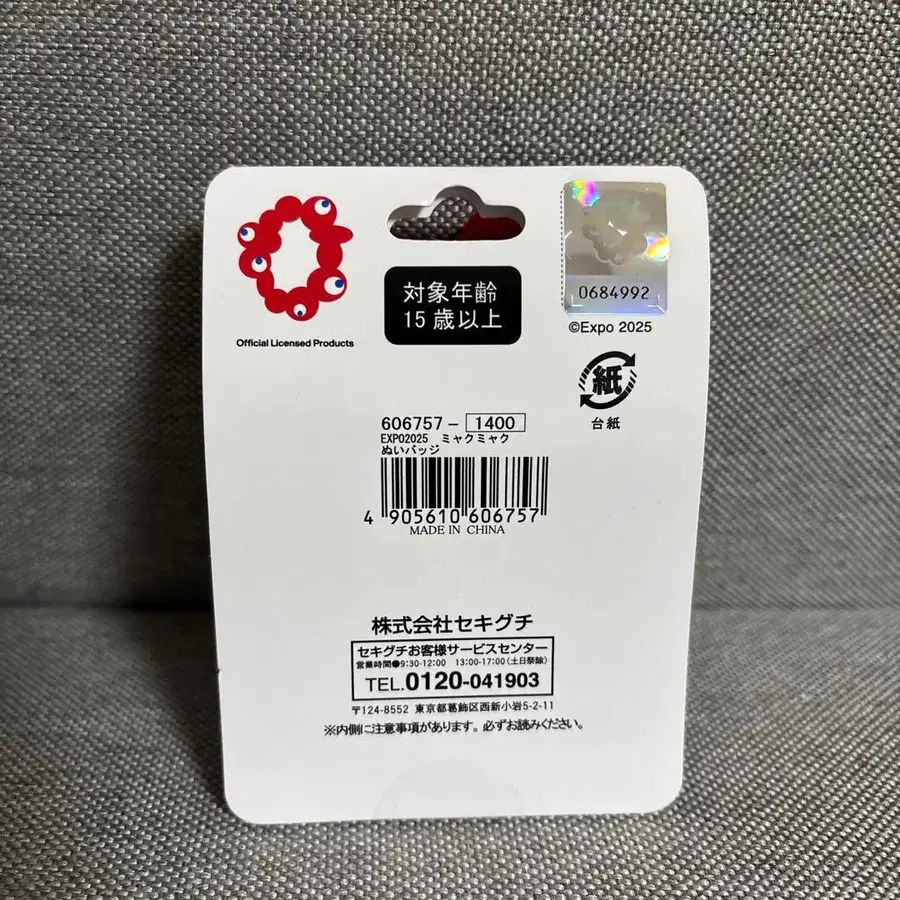 Official Licensed Products
対象年齢
15歳以上
0684992
©Expo 2025
紙
台紙
606757-1400
EXPO2025 ミャクミャク
ぬいバッジ
4 905610 606757
MADE IN CHINA
株式会社セキグチ
セキグチお客様サービスセンター
営業時間●9:30-12:00 13:00-17:00(土日祭除)
TEL.0120-041903
〒124-8552 東京都葛飾区西新小岩5-2-11
※内側に注意事項があります。必ずお読みください。